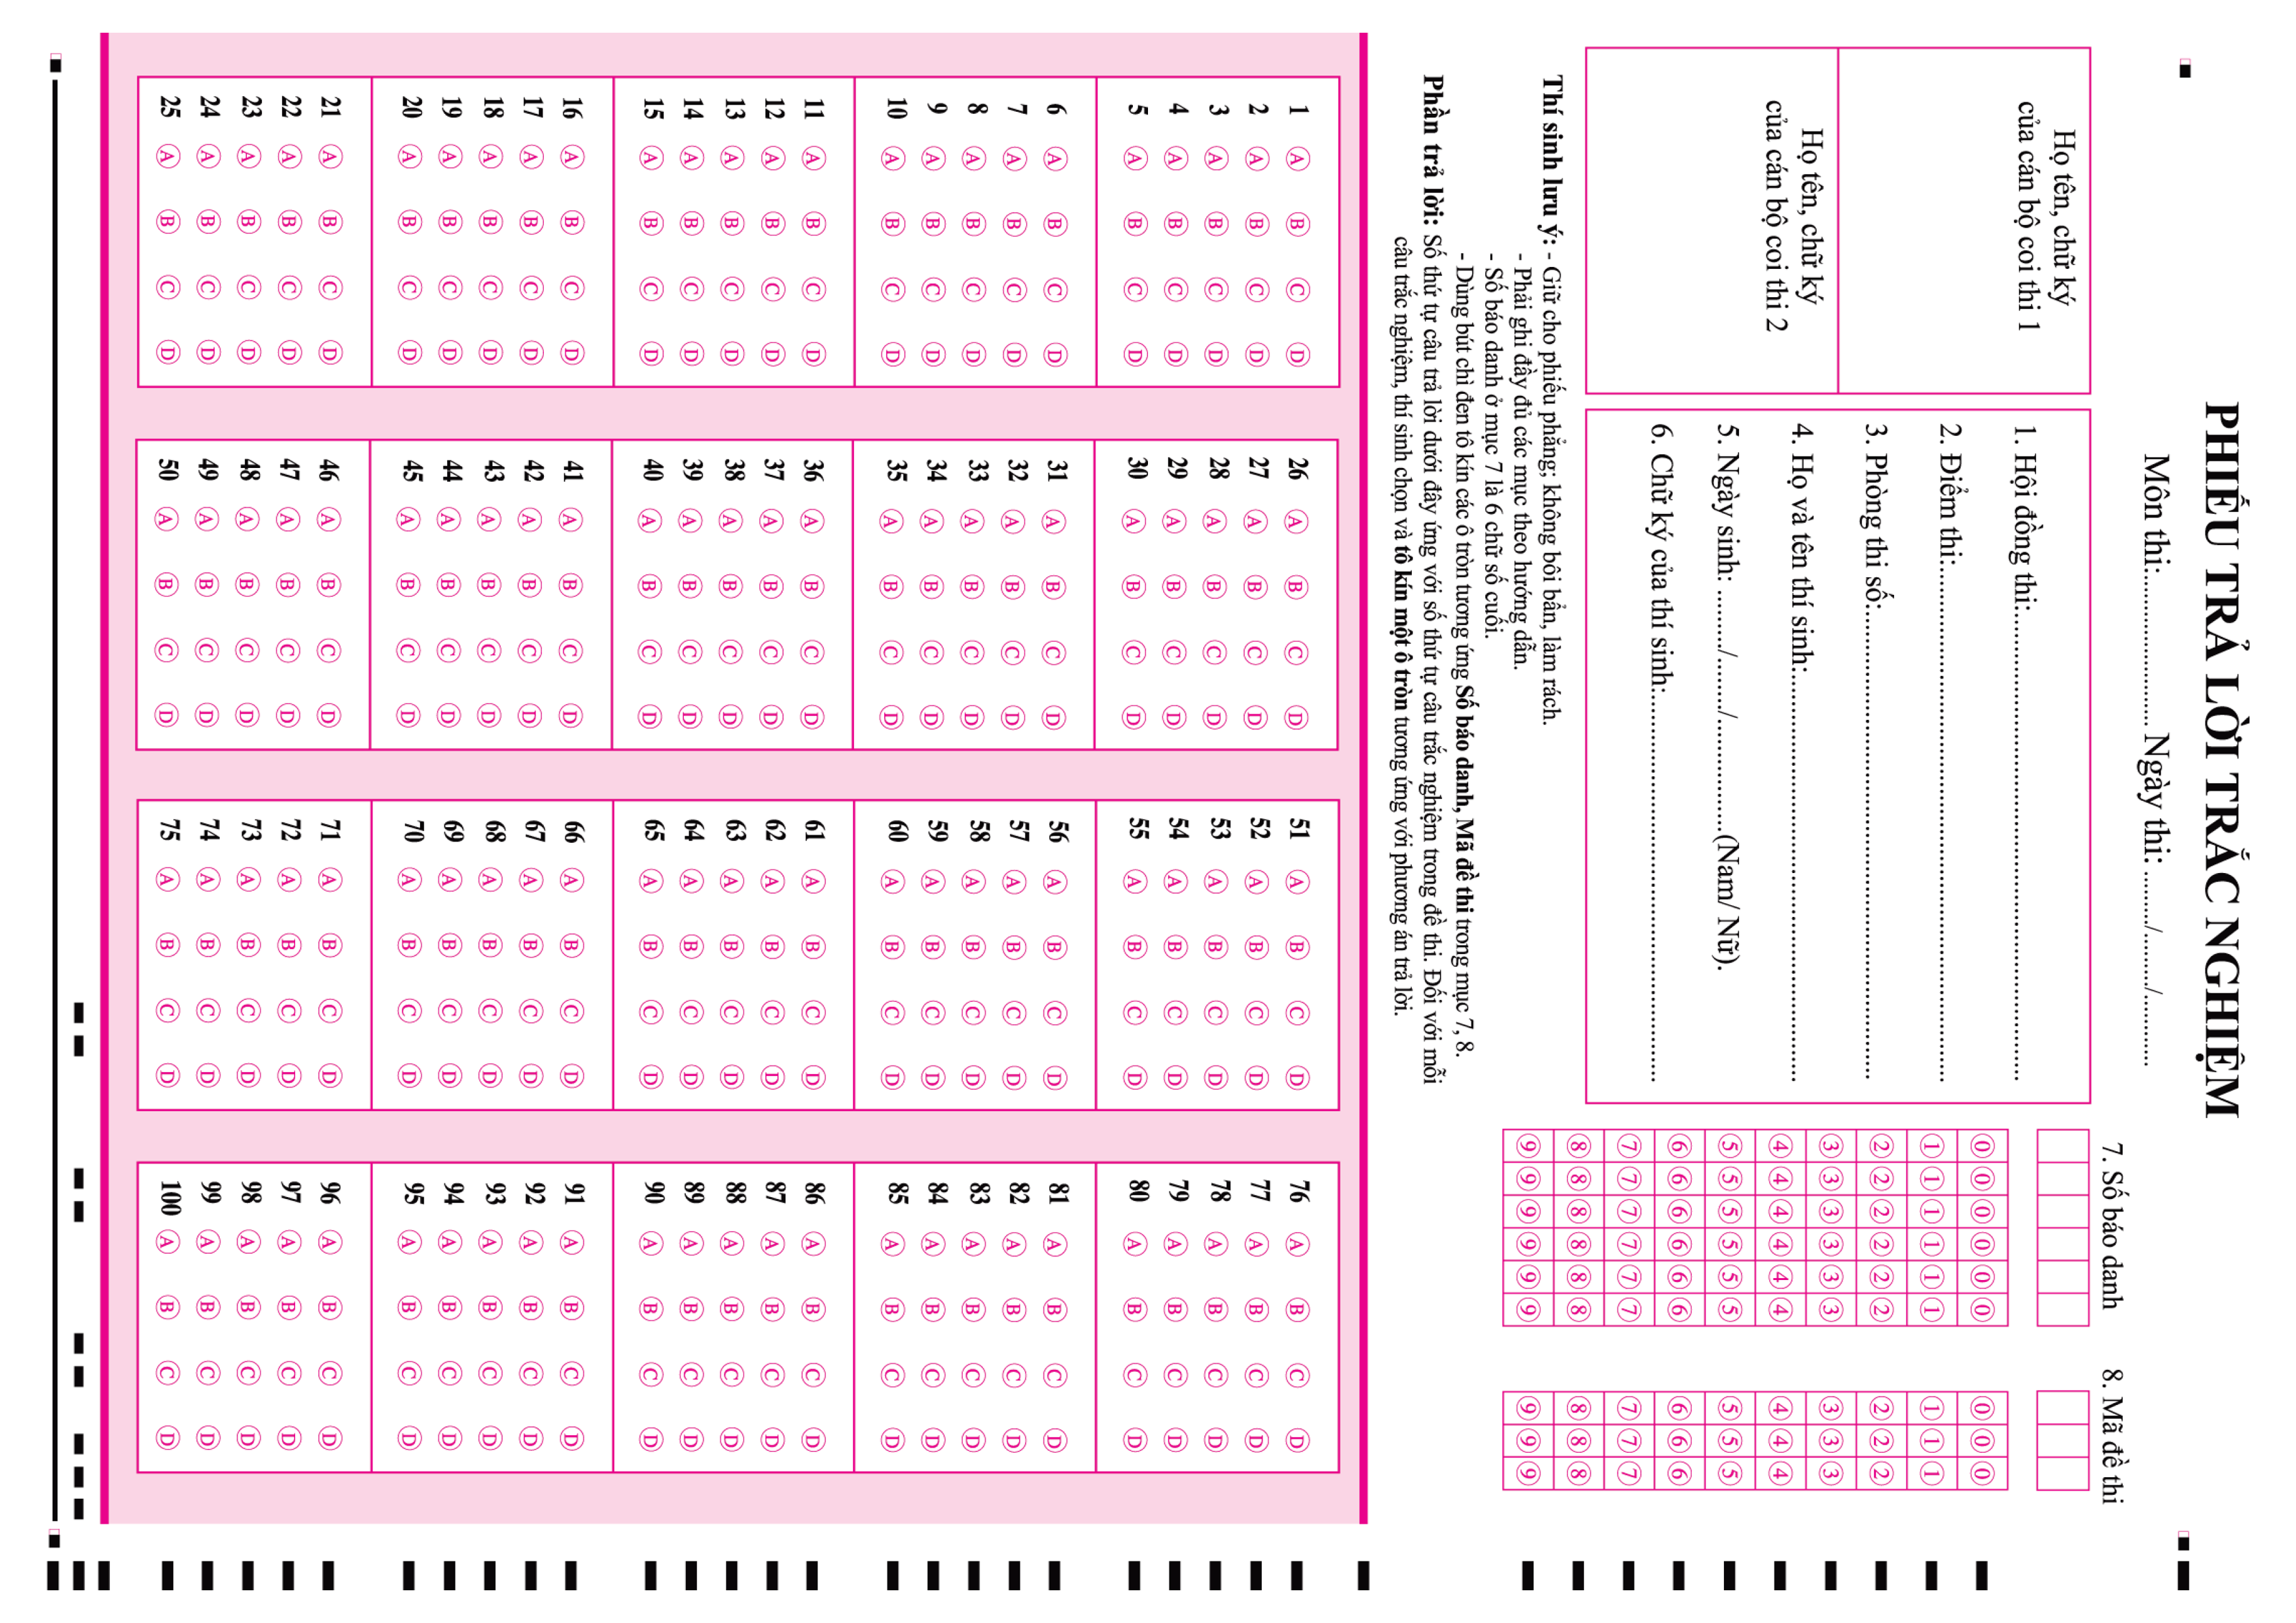 PHIẾU TRẢ LỜI TRẮC NGHIỆM
Môn thi:........................ Ngày thi: ......../......../..........
Họ tên, chữ ký
của cán bộ coi thi 1
Họ tên, chữ ký
của cán bộ coi thi 2
1. Hội đồng thi:......................................................
2. Điểm thi:......................................................
3. Phòng thi số:......................................................
4. Họ và tên thí sinh:......................................................
5. Ngày sinh: ......../......../...............(Nam/ Nữ).
6. Chữ ký của thí sinh:......................................................
7. Số báo danh
0 0 0 0 0 0
1 1 1 1 1 1
2 2 2 2 2 2
3 3 3 3 3 3
4 4 4 4 4 4
5 5 5 5 5 5
6 6 6 6 6 6
7 7 7 7 7 7
8 8 8 8 8 8
9 9 9 9 9 9
8. Mã đề thi
0 0 0
1 1 1
2 2 2
3 3 3
4 4 4
5 5 5
6 6 6
7 7 7
8 8 8
9 9 9
Thí sinh lưu ý: - Giữ cho phiếu phẳng; không bôi bẩn, làm rách.
- Phải ghi đầy đủ các mục theo hướng dẫn.
- Số báo danh ở mục 7 là 6 chữ số cuối.
- Dùng bút chì đen tô kín các ô tròn tương ứng Số báo danh, Mã đề thi trong mục 7, 8.
Phần trả lời: Số thứ tự câu trả lời dưới đây ứng với số thứ tự câu trắc nghiệm trong đề thi. Đối với mỗi
câu trắc nghiệm, thí sinh chọn và tô kín một ô tròn tương ứng với phương án trả lời.
1 A B C D
2 A B C D
3 A B C D
4 A B C D
5 A B C D
6 A B C D
7 A B C D
8 A B C D
9 A B C D
10 A B C D
11 A B C D
12 A B C D
13 A B C D
14 A B C D
15 A B C D
16 A B C D
17 A B C D
18 A B C D
19 A B C D
20 A B C D
21 A B C D
22 A B C D
23 A B C D
24 A B C D
25 A B C D
26 A B C D
27 A B C D
28 A B C D
29 A B C D
30 A B C D
31 A B C D
32 A B C D
33 A B C D
34 A B C D
35 A B C D
36 A B C D
37 A B C D
38 A B C D
39 A B C D
40 A B C D
41 A B C D
42 A B C D
43 A B C D
44 A B C D
45 A B C D
46 A B C D
47 A B C D
48 A B C D
49 A B C D
50 A B C D
51 A B C D
52 A B C D
53 A B C D
54 A B C D
55 A B C D
56 A B C D
57 A B C D
58 A B C D
59 A B C D
60 A B C D
61 A B C D
62 A B C D
63 A B C D
64 A B C D
65 A B C D
66 A B C D
67 A B C D
68 A B C D
69 A B C D
70 A B C D
71 A B C D
72 A B C D
73 A B C D
74 A B C D
75 A B C D
76 A B C D
77 A B C D
78 A B C D
79 A B C D
80 A B C D
81 A B C D
82 A B C D
83 A B C D
84 A B C D
85 A B C D
86 A B C D
87 A B C D
88 A B C D
89 A B C D
90 A B C D
91 A B C D
92 A B C D
93 A B C D
94 A B C D
95 A B C D
96 A B C D
97 A B C D
98 A B C D
99 A B C D
100 A B C D